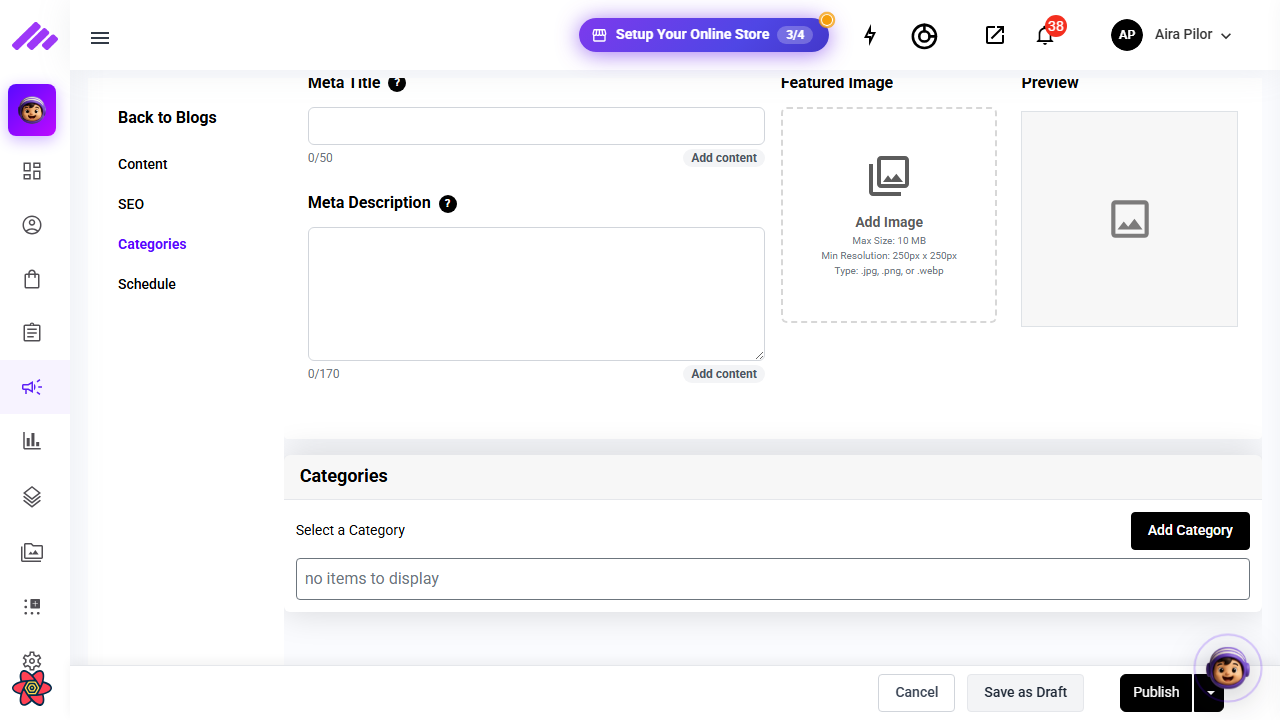 Setup Your Online Store 3/4
38
AP Aira Pilor
Back to Blogs
Content
SEO
Categories
Schedule
Meta Title ?
0/50 Add content
Meta Description ?
0/170 Add content
Featured Image
Add Image
Max Size: 10 MB
Min Resolution: 250px x 250px
Type: .jpg, .png, or .webp
Preview
Categories
Select a Category
Add Category
no items to display
Cancel
Save as Draft
Publish